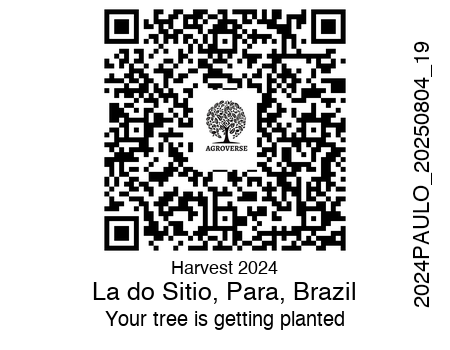 AGROVERSE
Harvest 2024
La do Sitio, Para, Brazil
Your tree is getting planted
2024PAULO_20250804_19